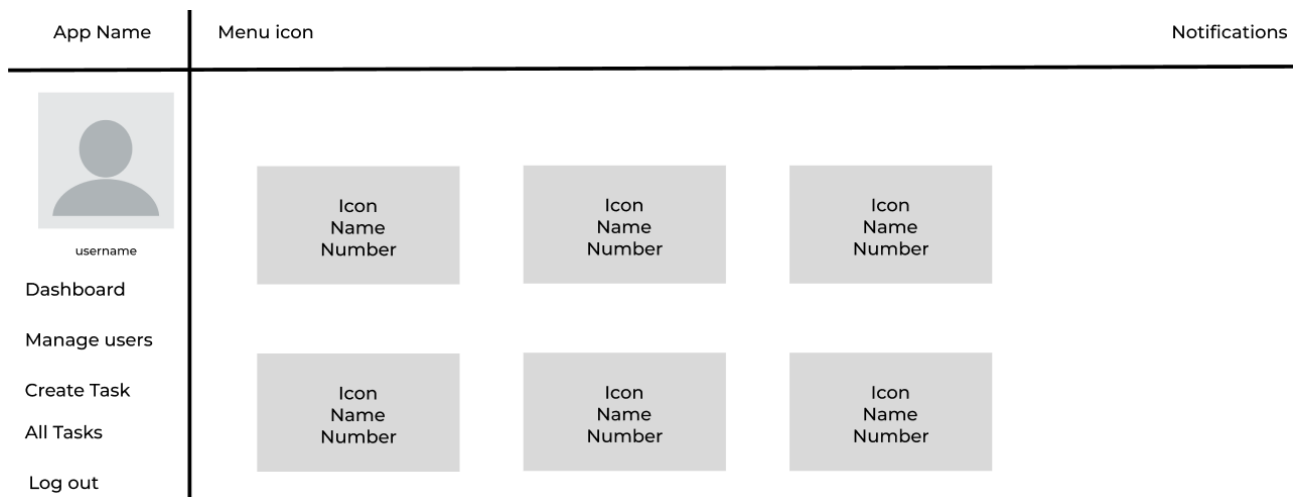 App Name
Menu icon
Notifications
username
Dashboard
Manage users
Create Task
All Tasks
Log out
Icon
Name
Number
Icon
Name
Number
Icon
Name
Number
Icon
Name
Number
Icon
Name
Number
Icon
Name
Number